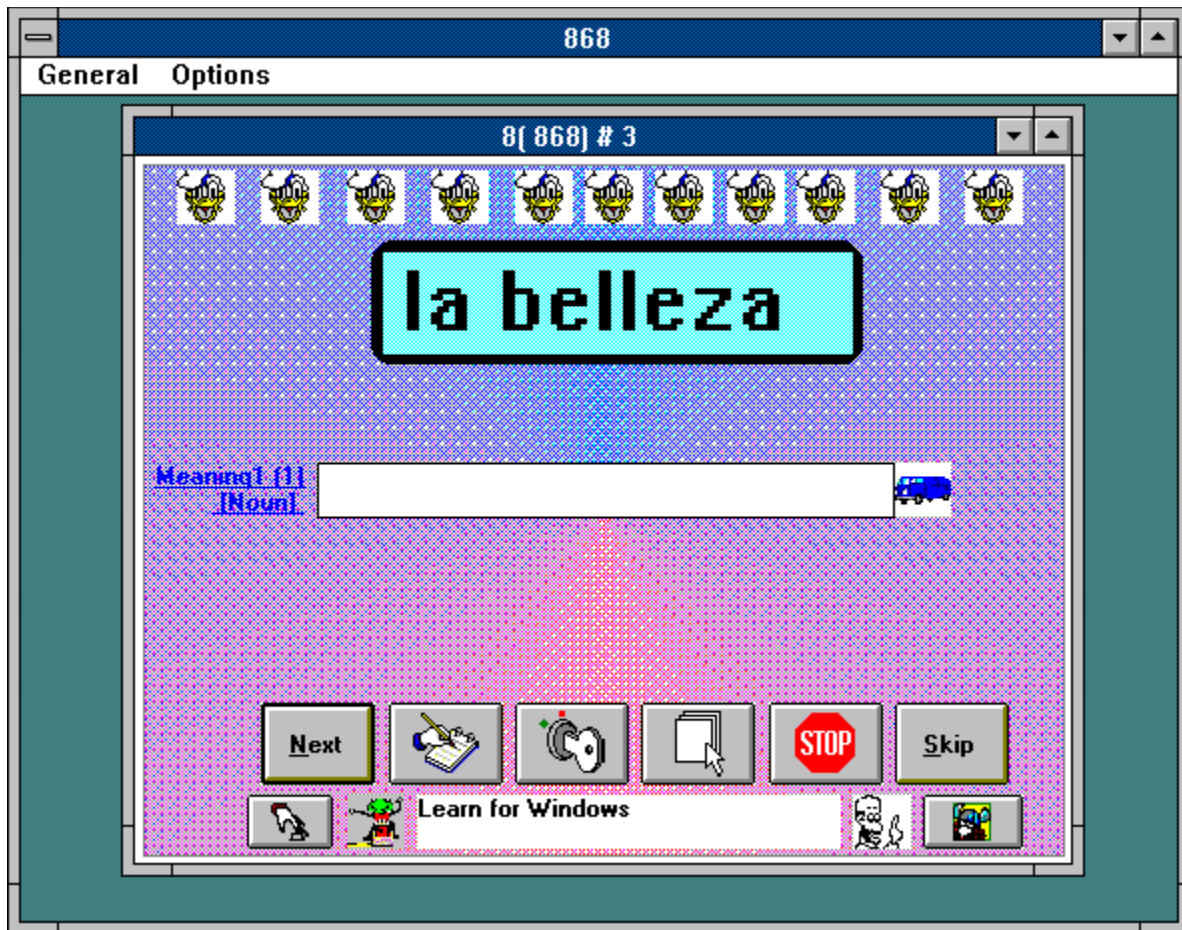 868
General Options
8( 868) # 3
la belleza
Meaning1 (1)
[Noun]
Next
STOP
Skip
Learn for Windows